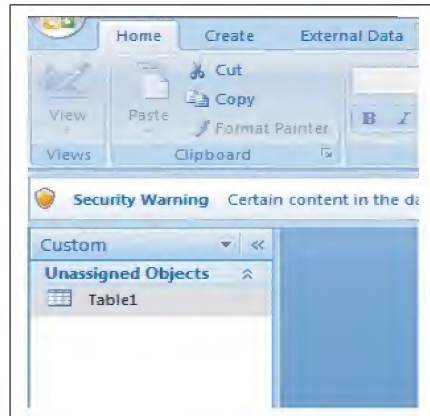 Home Create External Data
Cut
Copy
View Paste Format Painter B I
Views Clipboard
Security Warning Certain content in the da
Custom
Unassigned Objects
Table1